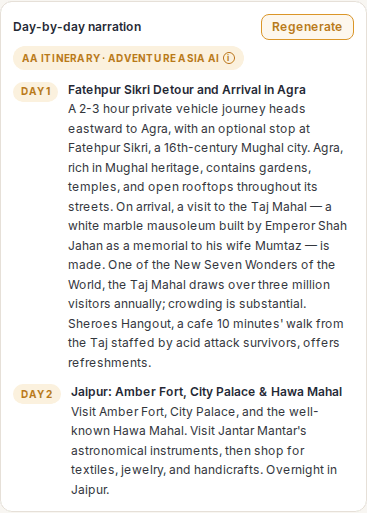 Day-by-day narration
Regenerate
AA ITINERARY · ADVENTURE ASIA AI ⓘ
DAY 1
Fatehpur Sikri Detour and Arrival in Agra
A 2-3 hour private vehicle journey heads
eastward to Agra, with an optional stop at
Fatehpur Sikri, a 16th-century Mughal city. Agra,
rich in Mughal heritage, contains gardens,
temples, and open rooftops throughout its
streets. On arrival, a visit to the Taj Mahal — a
white marble mausoleum built by Emperor Shah
Jahan as a memorial to his wife Mumtaz — is
made. One of the New Seven Wonders of the
World, the Taj Mahal draws over three million
visitors annually; crowding is substantial.
Sheroes Hangout, a cafe 10 minutes' walk from
the Taj staffed by acid attack survivors, offers
refreshments.
DAY 2
Jaipur: Amber Fort, City Palace & Hawa Mahal
Visit Amber Fort, City Palace, and the well-
known Hawa Mahal. Visit Jantar Mantar's
astronomical instruments, then shop for
textiles, jewelry, and handicrafts. Overnight in
Jaipur.